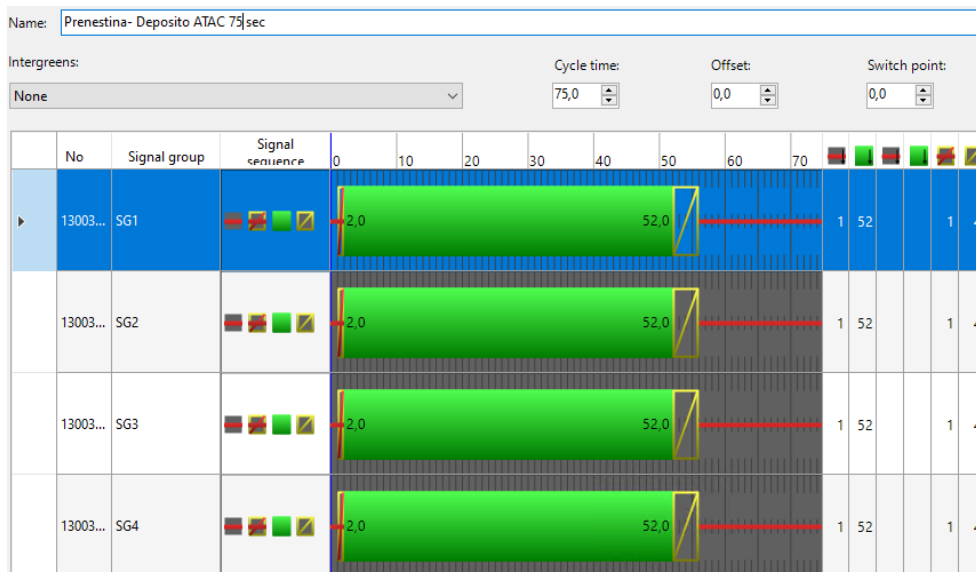 Name: Prenestina- Deposito ATAC 75 sec
Intergreens: Cycle time: Offset: Switch point:
None 75,0 0,0 0,0
No Signal group Signal sequence 0 10 20 30 40 50 60 70
13003... SG1 2,0 52,0 1 52 1
13003... SG2 2,0 52,0 1 52 1
13003... SG3 2,0 52,0 1 52 1
13003... SG4 2,0 52,0 1 52 1